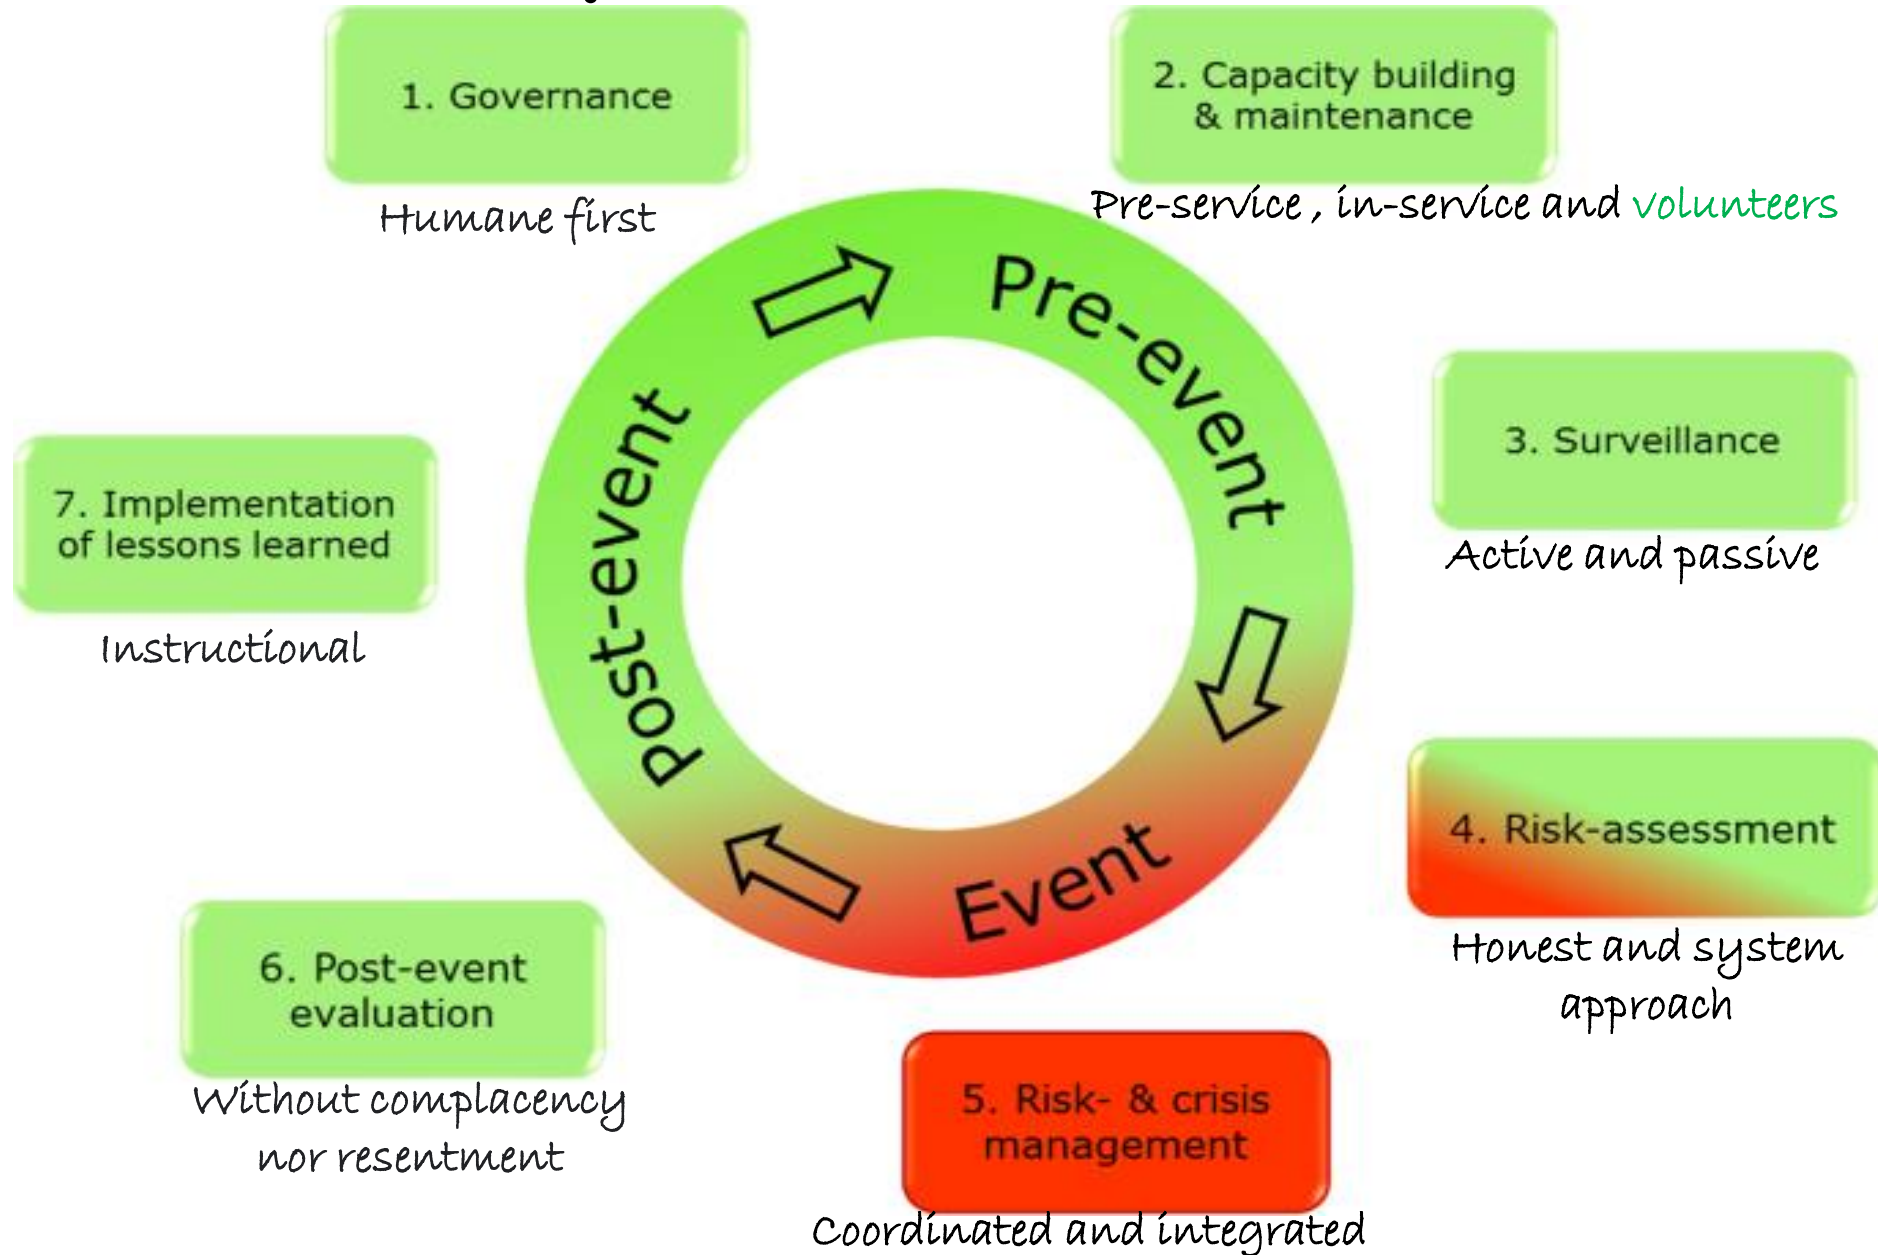 1. Governance
Humane first
2. Capacity building
& maintenance
Pre-service , in-service and volunteers
Pre-event
3. Surveillance
Active and passive
4. Risk-assessment
Honest and system
approach
Event
5. Risk- & crisis
management
Coordinated and integrated
6. Post-event
evaluation
Without complacency
nor resentment
Post-event
7. Implementation
of lessons learned
Instructional